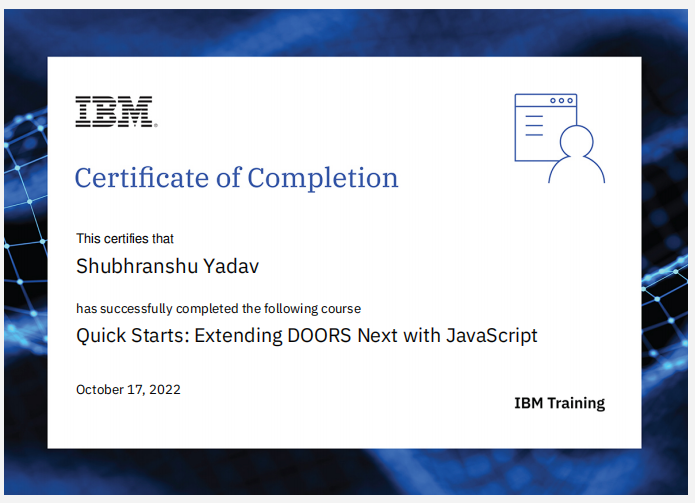 IBM®
Certificate of Completion
This certifies that
Shubhranshu Yadav
has successfully completed the following course
Quick Starts: Extending DOORS Next with JavaScript
October 17, 2022
IBM Training